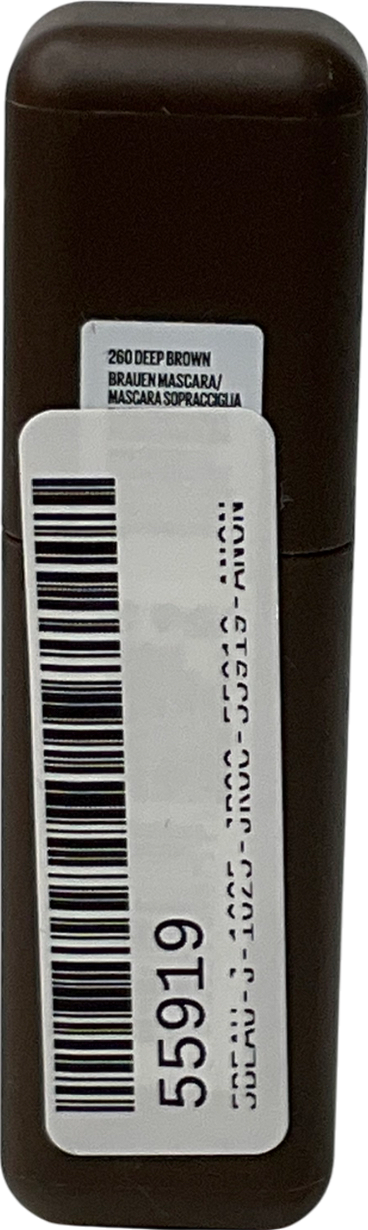 260 DEEP BROWN
BRAUEN MASCARA/
MASCARA SOPRACCIGLIA
55919